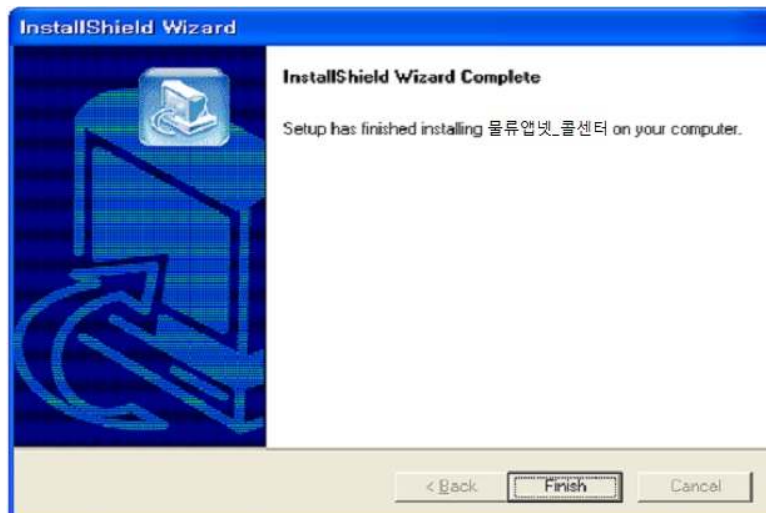 InstallShield Wizard
InstallShield Wizard Complete
Setup has finished installing 물류앱넷_콜센터 on your computer.
< Back
Finish
Cancel